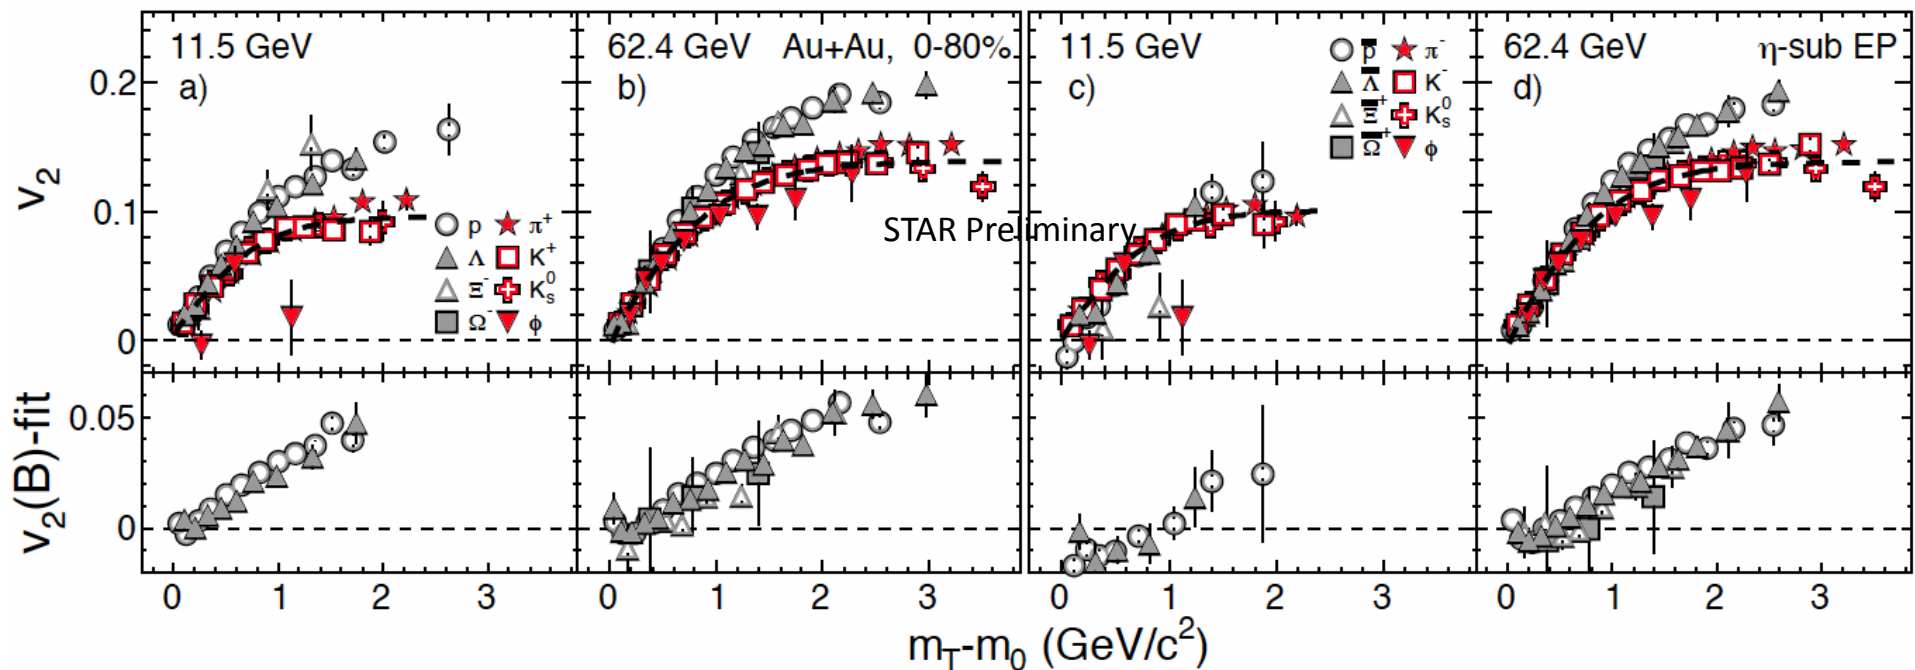 11.5 GeV
a)
62.4 GeV Au+Au, 0-80%
b)
11.5 GeV
c)
62.4 GeV η-sub EP
d)
0.2
0.1
0
v₂
p π⁺
Λ K⁺
Ξ⁻ K⁰ₛ
Ω⁻ ϕ
p̄ π⁻
Λ̄ K⁻
Ξ̄⁺ K⁰ₛ
Ω̄⁺ ϕ
STAR Preliminary
v₂(B)-fit
0.05
0
0 1 2 3 0 1 2 3 0 1 2 3 0 1 2 3
m_T-m₀ (GeV/c²)